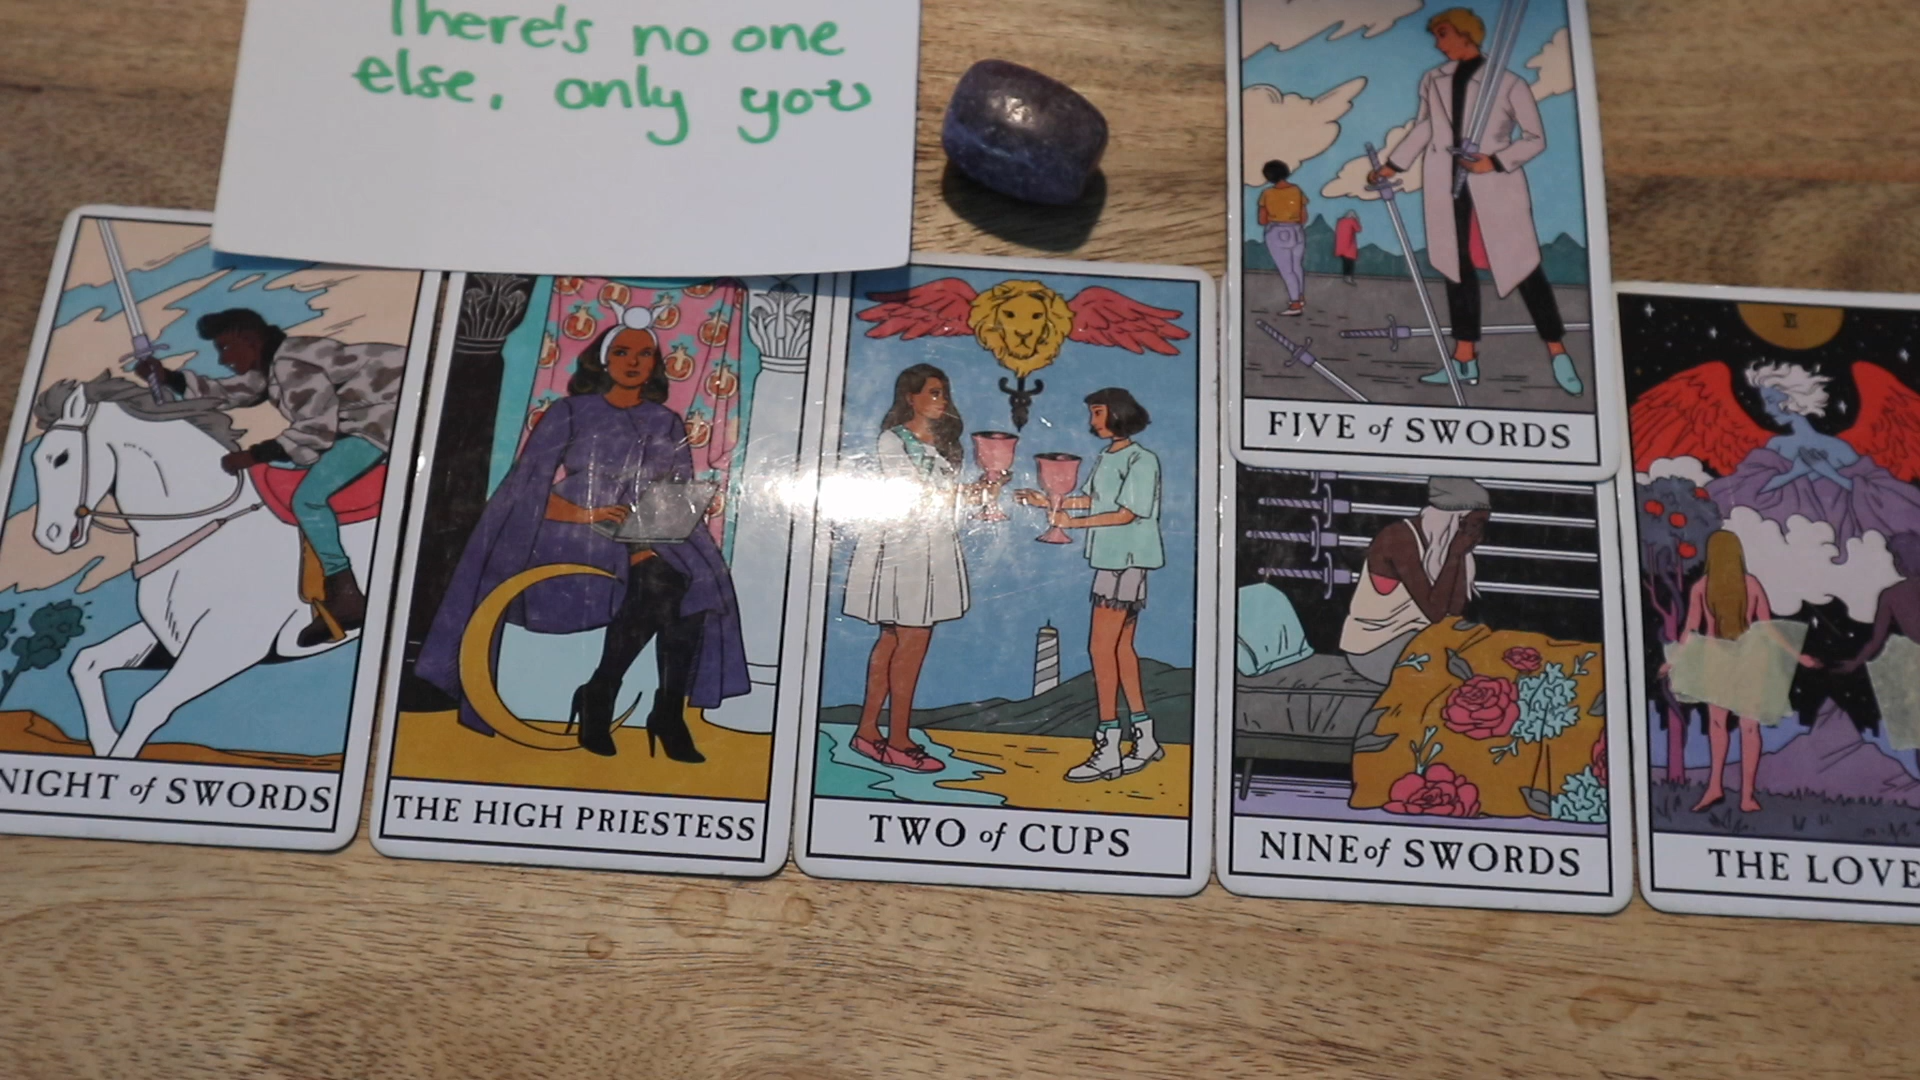 There's no one
else, only you
FIVE of SWORDS
VI
NIGHT of SWORDS
THE HIGH PRIESTESS
TWO of CUPS
NINE of SWORDS
THE LOVE